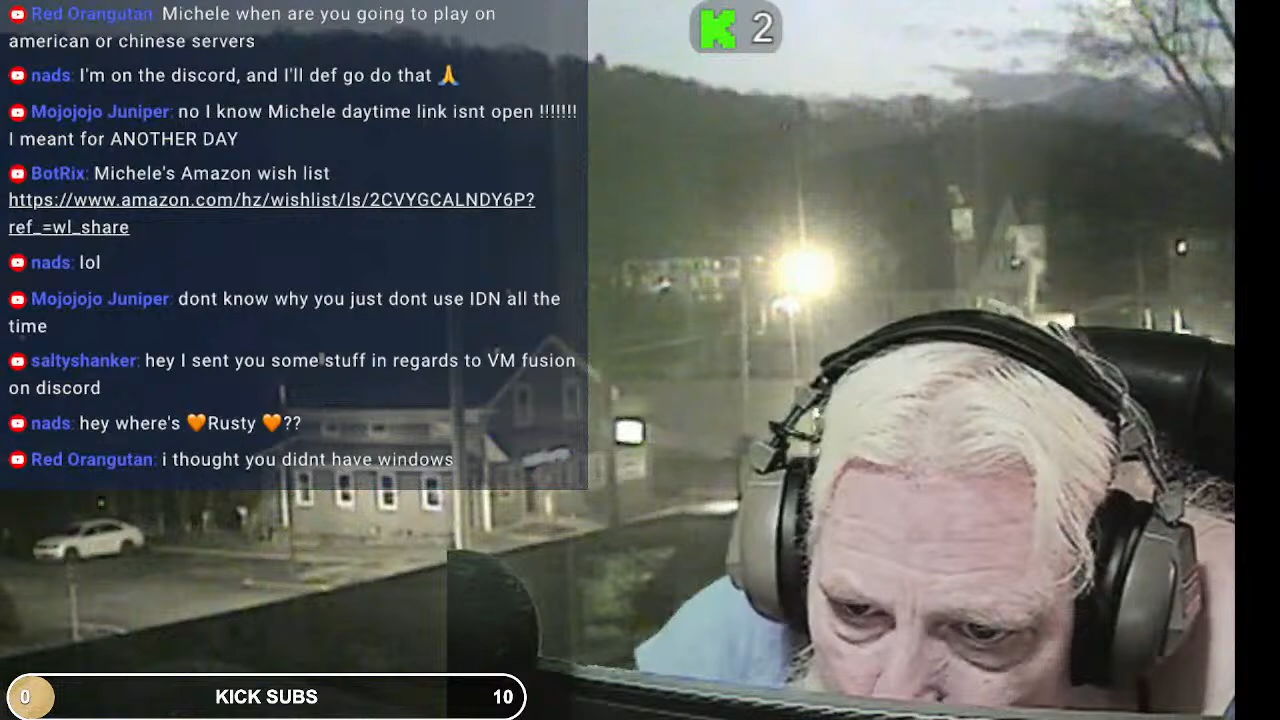 Red Orangutan: Michele when are you going to play on
american or chinese servers
nads: I'm on the discord, and I'll def go do that 🙏
Mojojojo Juniper: no I know Michele daytime link isnt open !!!!!!!
I meant for ANOTHER DAY
BotRix: Michele's Amazon wish list
https://www.amazon.com/hz/wishlist/ls/2CVYGCALNDY6P?
ref_=wl_share
nads: lol
Mojojojo Juniper: dont know why you just dont use IDN all the
time
saltyshanker: hey I sent you some stuff in regards to VM fusion
on discord
nads: hey where's 🧡Rusty 🧡??
Red Orangutan: i thought you didnt have windows
K 2
0 KICK SUBS 10